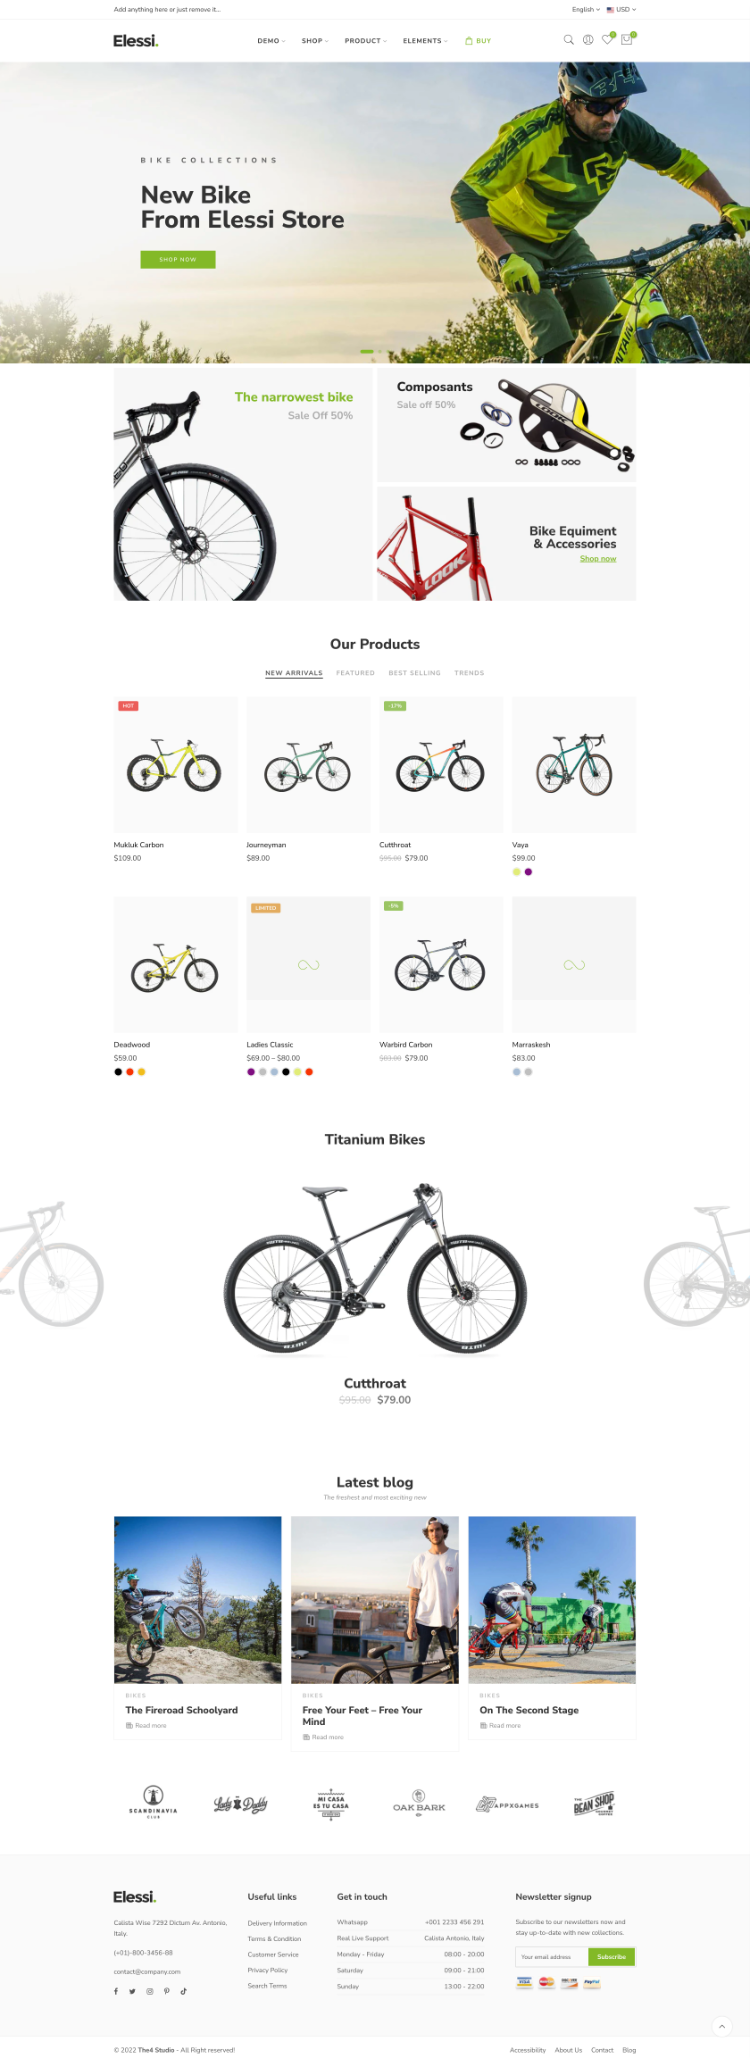 Add anything here or just remove it...
English
USD
Elessi.
DEMO
SHOP
PRODUCT
ELEMENTS
BUY
0
0
BIKE COLLECTIONS
New Bike
From Elessi Store
SHOP NOW
The narrowest bike
Sale Off 50%
Composants
Sale off 50%
LOOK
Bike Equiment
& Accessories
Shop now
LOOK
Our Products
NEW ARRIVALS
FEATURED
BEST SELLING
TRENDS
HOT
-17%
Mukluk Carbon
Journeyman
Cutthroat
Vaya
$109.00
$89.00
$95.00 $79.00
$99.00
LIMITED
-5%
Deadwood
Ladies Classic
Warbird Carbon
Marraskesh
$59.00
$69.00 – $80.00
$83.00 $79.00
$83.00
Titanium Bikes
Cutthroat
$95.00 $79.00
Latest blog
The freshest and most exciting new
BIKES
The Fireroad Schoolyard
Read more
BIKES
Free Your Feet – Free Your
Mind
Read more
BIKES
On The Second Stage
Read more
SCANDINAVIA
CLUB
Lady & Daddy
MI CASA
ES TU CASA
OAK BARK
APPXGAMES
THE
BEAN SHOP
Elessi.
Calista Wise 7292 Dictum Av. Antonio,
Italy.
(+01)-800-3456-88
contact@company.com
Useful links
Delivery Information
Terms & Condition
Customer Service
Privacy Policy
Search Terms
Get in touch
Whatsapp +001 2233 456 291
Real Live Support Calista Antonio, Italy
Monday - Friday 08:00 - 20:00
Saturday 09:00 - 21:00
Sunday 13:00 - 22:00
Newsletter signup
Subscribe to our newsletters now and
stay up-to-date with new collections.
Your email address
Subscribe
VISA
MasterCard
PayPal
© 2022 The4 Studio - All Right reserved!
Accessibility
About Us
Contact
Blog